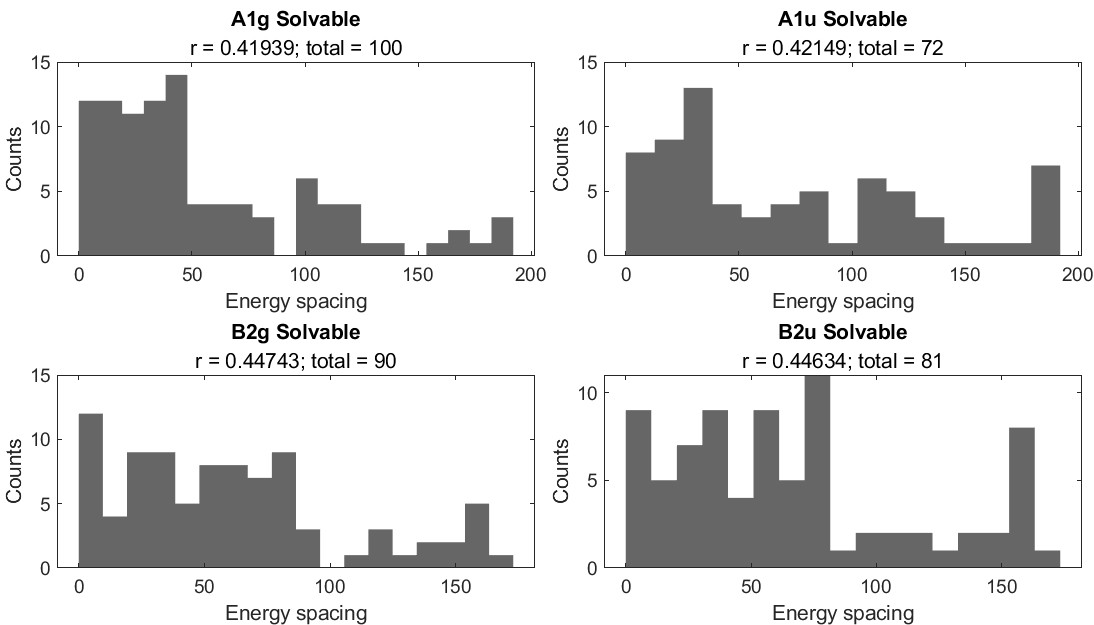 A1g Solvable
r = 0.41939; total = 100
15
10
5
0
Counts
0 50 100 150 200
Energy spacing
A1u Solvable
r = 0.42149; total = 72
15
10
5
0
Counts
0 50 100 150 200
Energy spacing
B2g Solvable
r = 0.44743; total = 90
15
10
5
0
Counts
0 50 100 150
Energy spacing
B2u Solvable
r = 0.44634; total = 81
10
5
0
Counts
0 50 100 150
Energy spacing